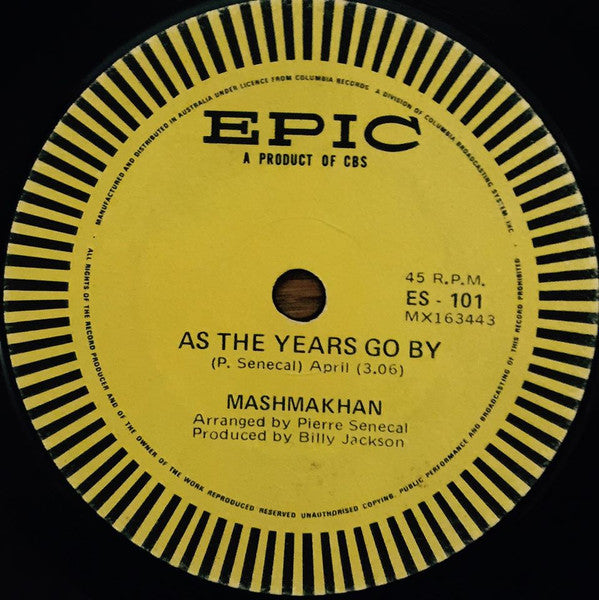 MANUFACTURED AND DISTRIBUTED IN AUSTRALIA UNDER LICENCE FROM COLUMBIA RECORDS A DIVISION OF COLUMBIA BROADCASTING SYSTEM, INC
EPIC
A PRODUCT OF CBS
45 R.P.M.
ES - 101
MX163443
AS THE YEARS GO BY
(P. Senecal) April (3.06)
MASHMAKHAN
Arranged by Pierre Senecal
Produced by Billy Jackson
ALL RIGHTS OF THE RECORD PRODUCER AND OF THE OWNER OF THE WORK REPRODUCED RESERVED UNAUTHORISED COPYING, PUBLIC PERFORMANCE AND BROADCASTING OF THIS RECORD PROHIBITED